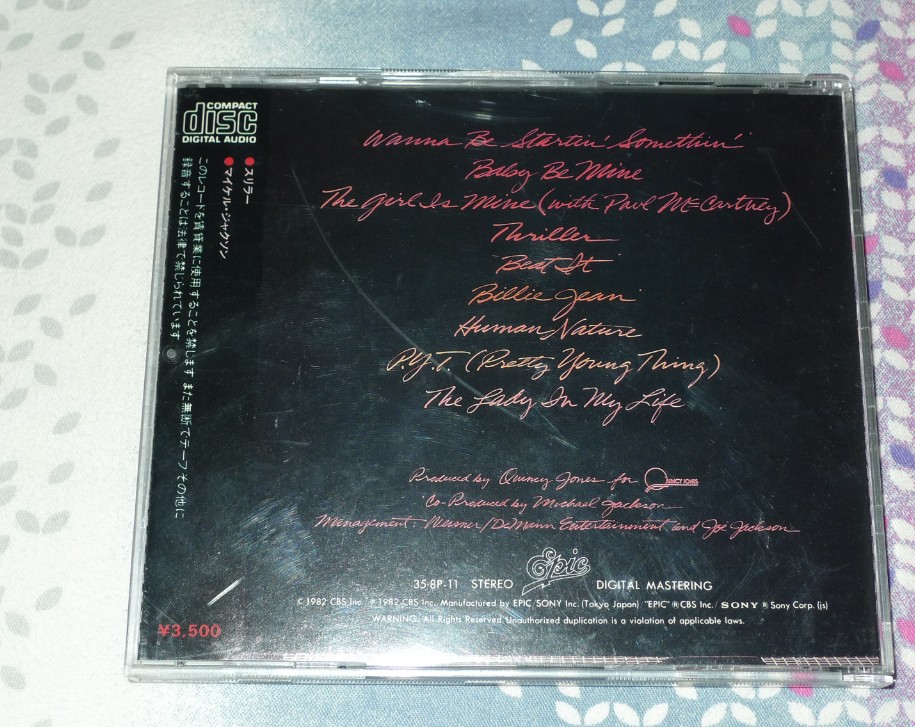 COMPACT
disc
DIGITAL AUDIO
●スリラー
●マイケル・ジャクソン
このレコードを賃貸業に使用することを禁じます また無断でテープその他に
録音することは法律で禁じられています
Wanna Be Startin' Somethin'
Baby Be Mine
The Girl Is Mine (with Paul McCartney)
Thriller
Beat It
Billie Jean
Human Nature
P.Y.T. (Pretty Young Thing)
The Lady In My Life
Produced by Quincy Jones for QUINCY JONES
Co-Produced by Michael Jackson
Management: Weisner/DeMann Entertainment and Joe Jackson
Epic
35・8P-11 STEREO DIGITAL MASTERING
© 1982 CBS Inc. ℗ 1982 CBS Inc. Manufactured by EPIC/SONY Inc. (Tokyo Japan) "EPIC" ® CBS Inc./ SONY ® Sony Corp. (js)
WARNING: All Rights Reserved. Unauthorized duplication is a violation of applicable laws.
¥3,500